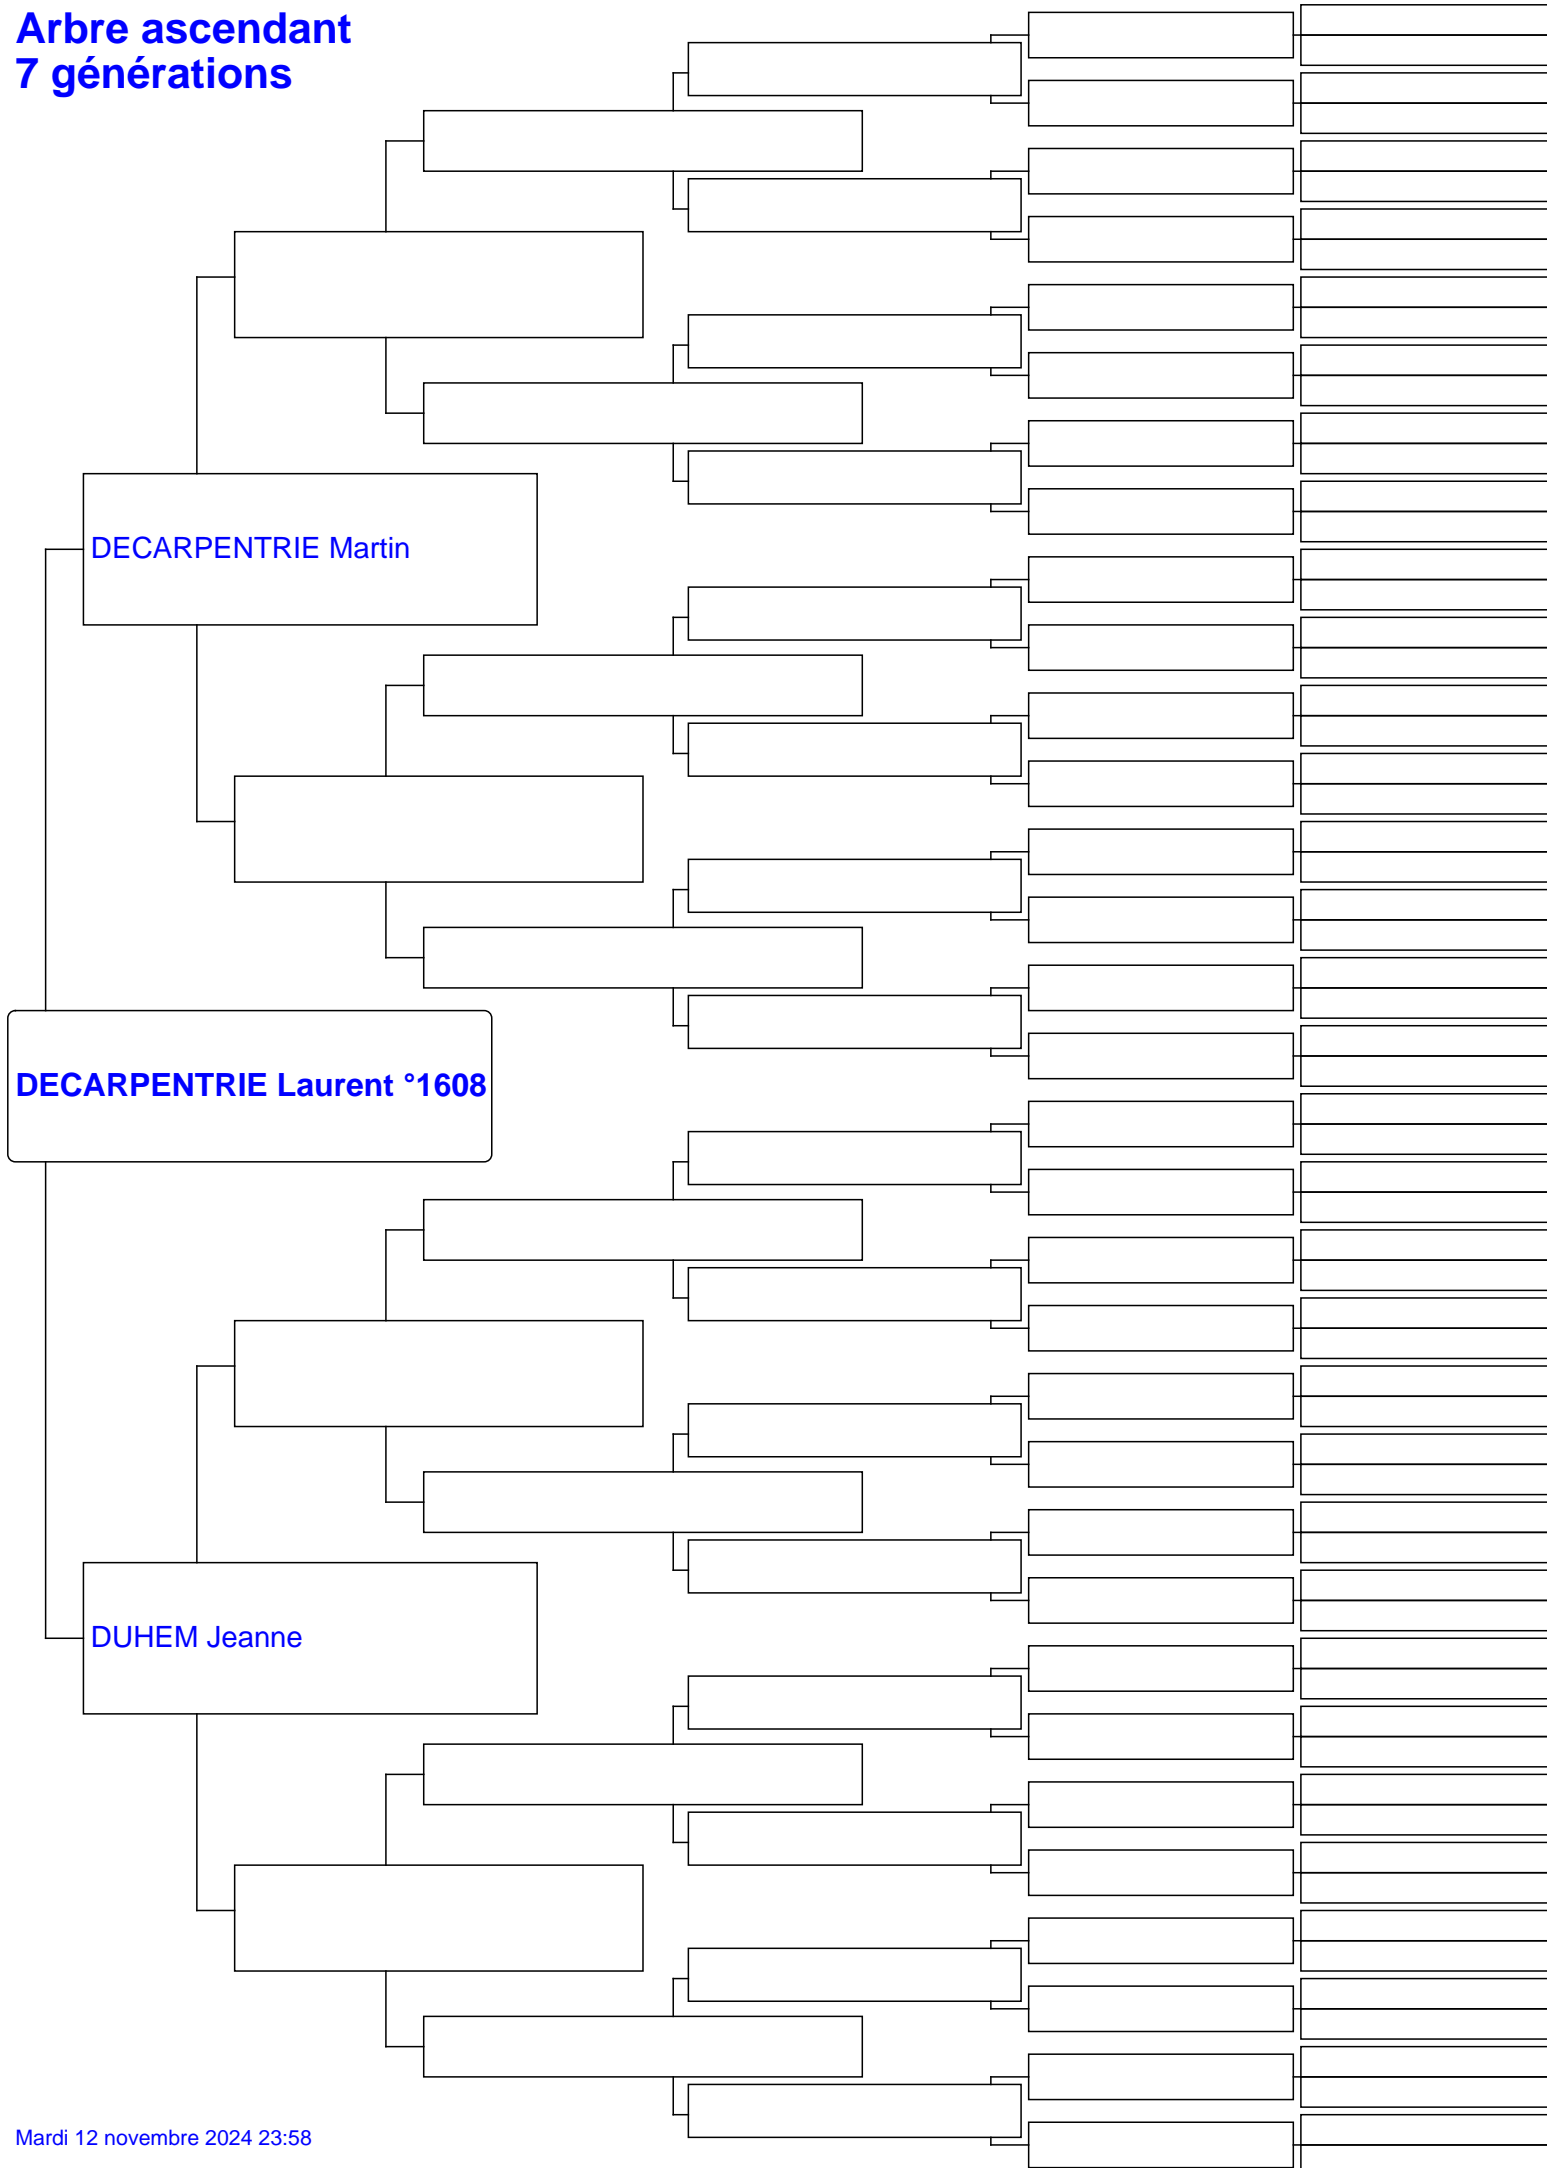 Arbre ascendant
7 générations
DECARPENTRIE Martin
DECARPENTRIE Laurent °1608
DUHEM Jeanne
Mardi 12 novembre 2024 23:58